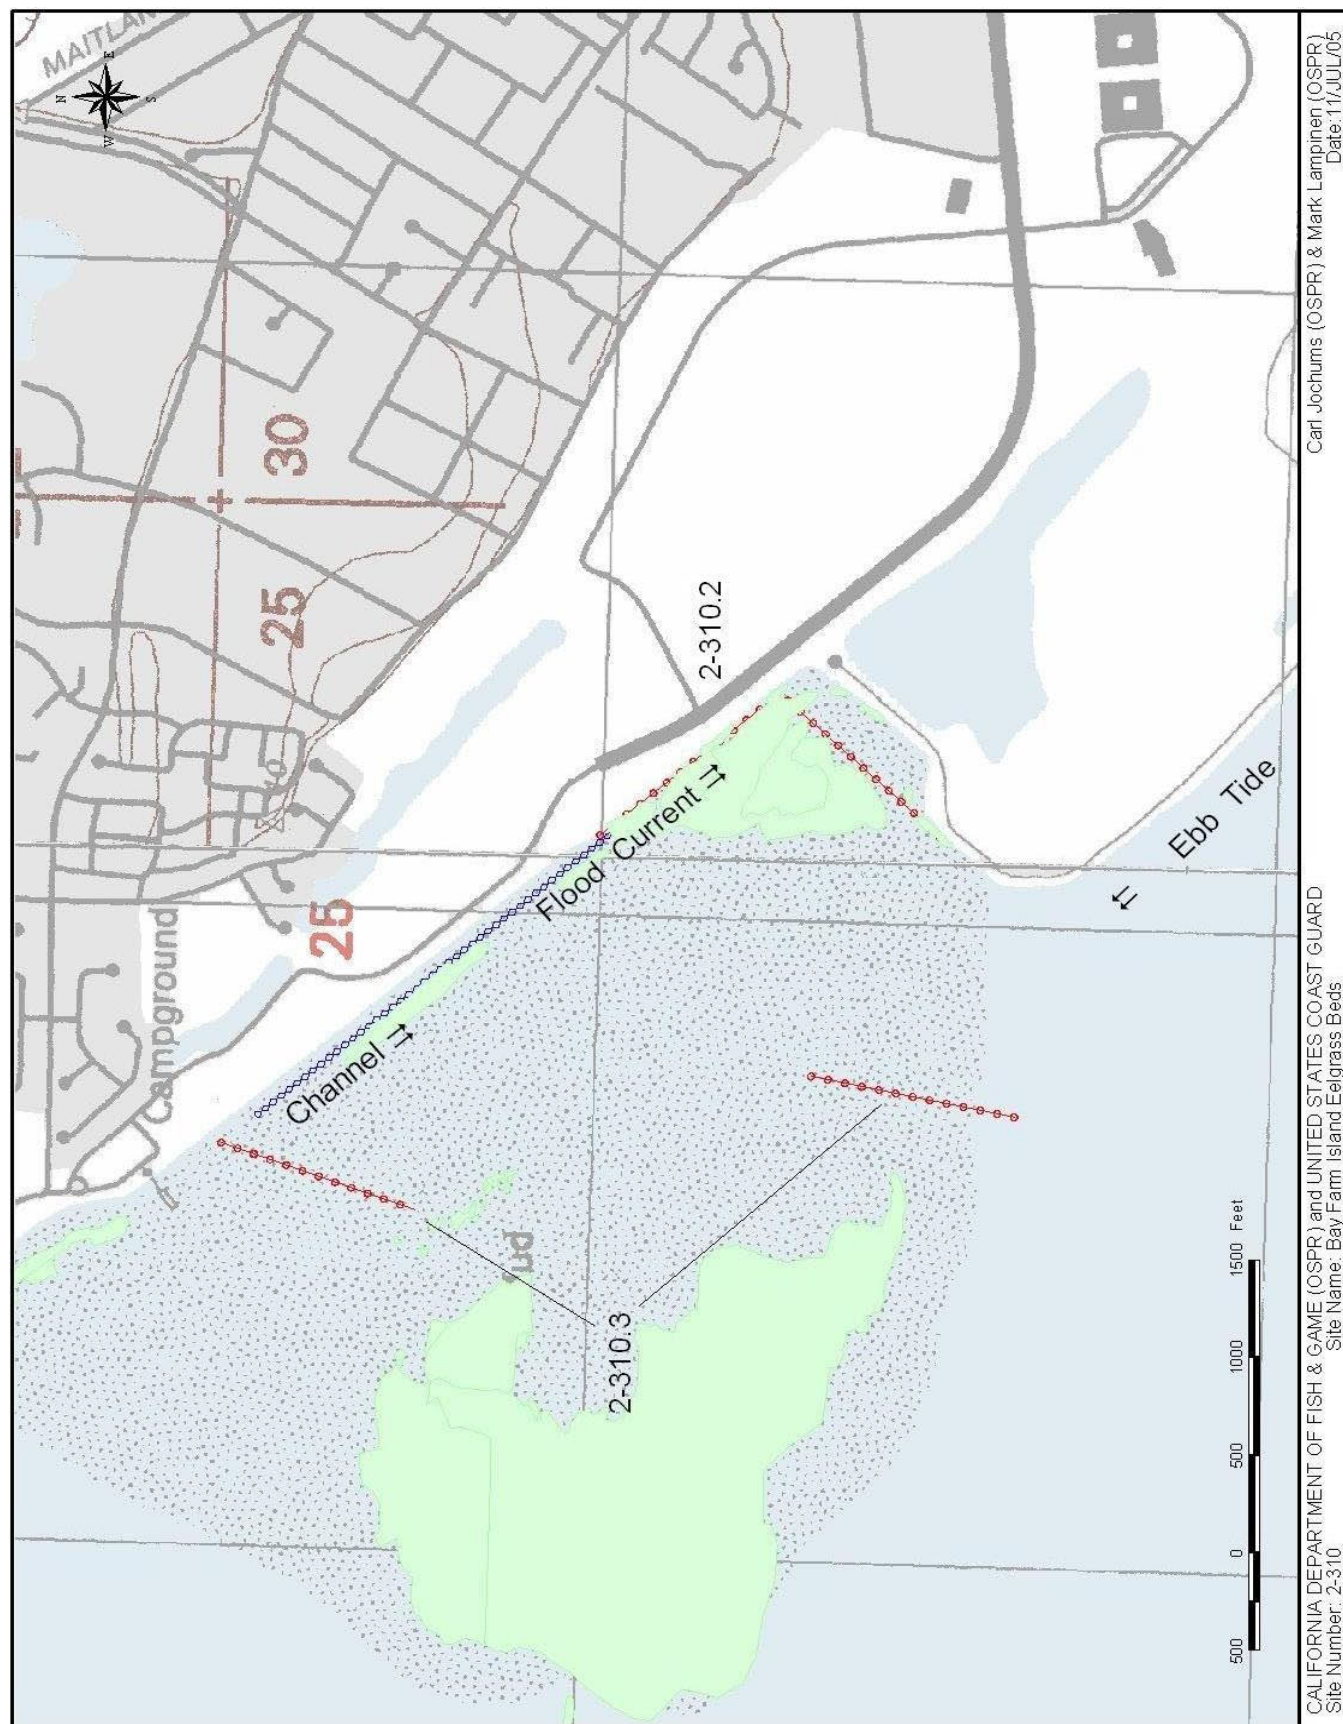 MAITLAN
N
E
S
W
30
25
25
Campground
2-310.2
Flood Current
Channel
Ebb Tide
2-310.3
ud
500 0 500 1000 1500 Feet
CALIFORNIA DEPARTMENT OF FISH & GAME (OSPR) and UNITED STATES COAST GUARD
Carl Jochums (OSPR) & Mark Lampinen (OSPR)
Site Number: 2-310 Site Name: Bay Farm Island Eelgrass Beds
Date:11/JUL/05